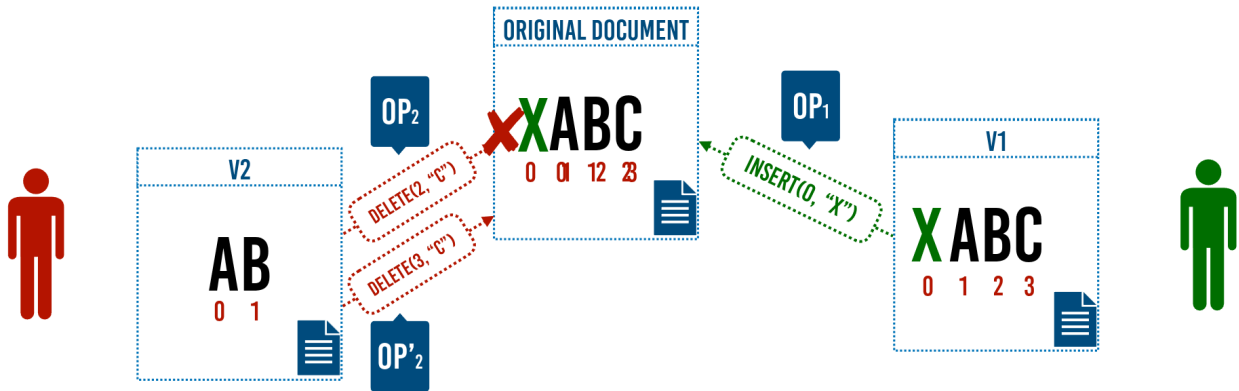 ORIGINAL DOCUMENT
XABC
OP₂
OP₁
V2
DELETE(2, “C”)
INSERT(0, “X”)
V1
AB
0 1
DELETE(3, “C”)
XABC
0 1 2 3
OP’₂